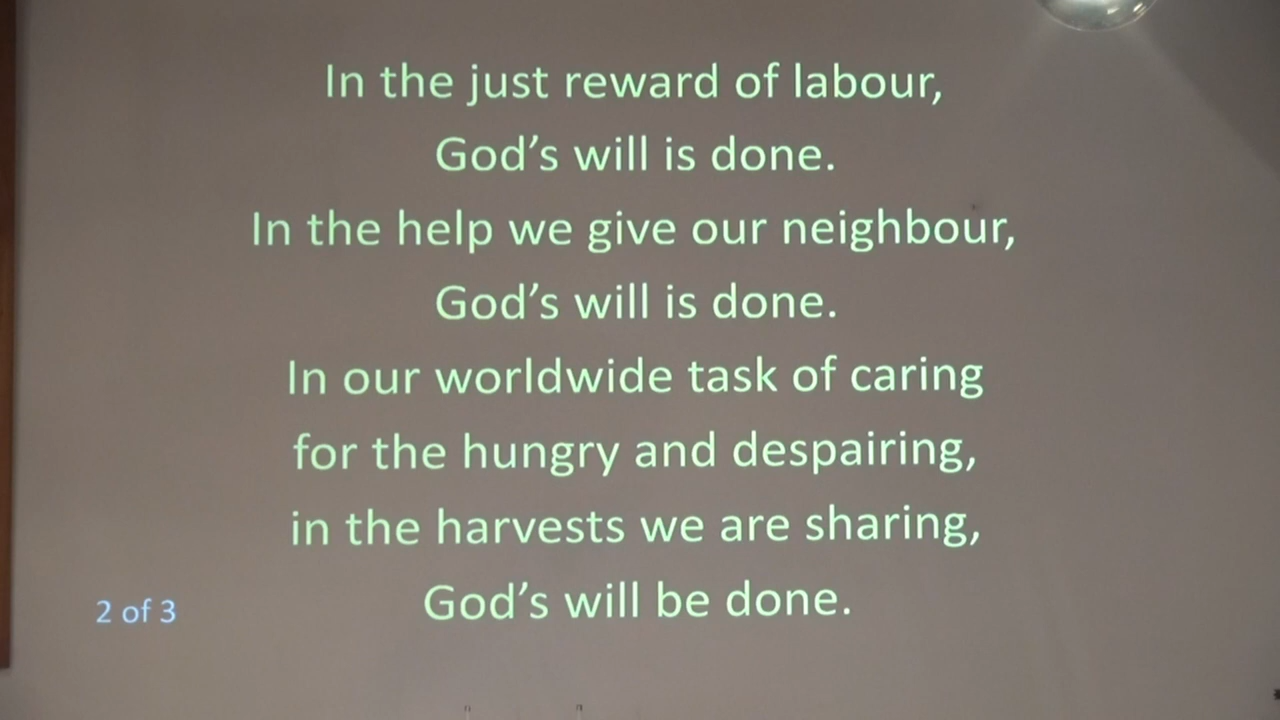 In the just reward of labour,
God's will is done.
In the help we give our neighbour,
God's will is done.
In our worldwide task of caring
for the hungry and despairing,
in the harvests we are sharing,
God's will be done.
2 of 3